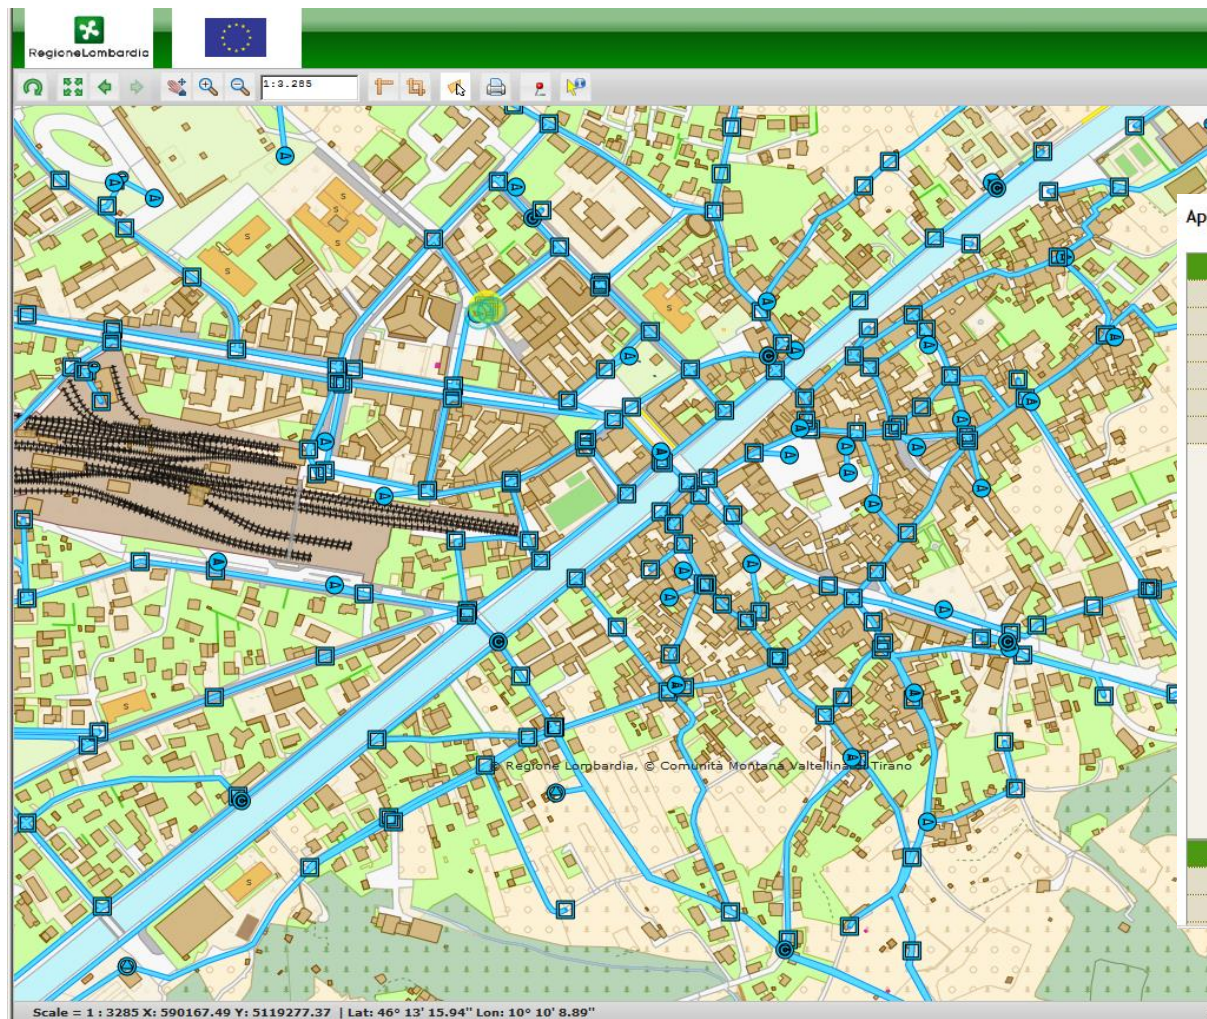 RegioneLombardia
1:3.285
Ap
S
S
S
S
S
S
S
© Regione Lombardia, © Comunità Montana Valtellina di Tirano
Scale = 1 : 3285 X: 590167.49 Y: 5119277.37 | Lat: 46° 13' 15.94" Lon: 10° 10' 8.89"